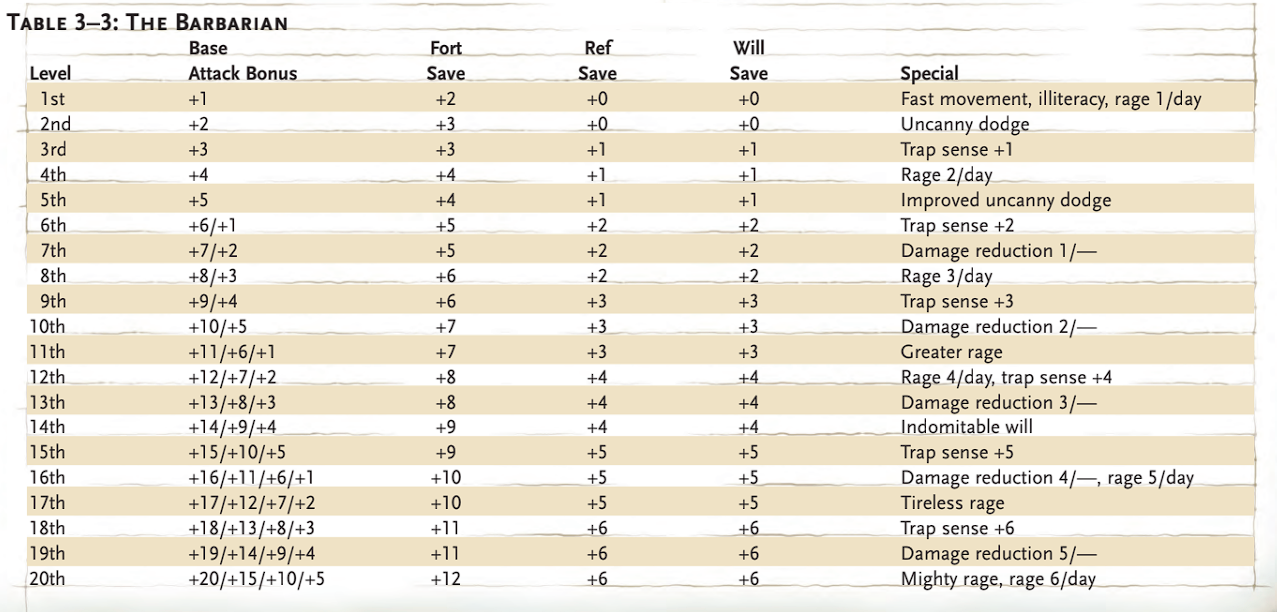 TABLE 3–3: THE BARBARIAN
Base Fort Ref Will
Level Attack Bonus Save Save Save Special
1st +1 +2 +0 +0 Fast movement, illiteracy, rage 1/day
2nd +2 +3 +0 +0 Uncanny dodge
3rd +3 +3 +1 +1 Trap sense +1
4th +4 +4 +1 +1 Rage 2/day
5th +5 +4 +1 +1 Improved uncanny dodge
6th +6/+1 +5 +2 +2 Trap sense +2
7th +7/+2 +5 +2 +2 Damage reduction 1/—
8th +8/+3 +6 +2 +2 Rage 3/day
9th +9/+4 +6 +3 +3 Trap sense +3
10th +10/+5 +7 +3 +3 Damage reduction 2/—
11th +11/+6/+1 +7 +3 +3 Greater rage
12th +12/+7/+2 +8 +4 +4 Rage 4/day, trap sense +4
13th +13/+8/+3 +8 +4 +4 Damage reduction 3/—
14th +14/+9/+4 +9 +4 +4 Indomitable will
15th +15/+10/+5 +9 +5 +5 Trap sense +5
16th +16/+11/+6/+1 +10 +5 +5 Damage reduction 4/—, rage 5/day
17th +17/+12/+7/+2 +10 +5 +5 Tireless rage
18th +18/+13/+8/+3 +11 +6 +6 Trap sense +6
19th +19/+14/+9/+4 +11 +6 +6 Damage reduction 5/—
20th +20/+15/+10/+5 +12 +6 +6 Mighty rage, rage 6/day